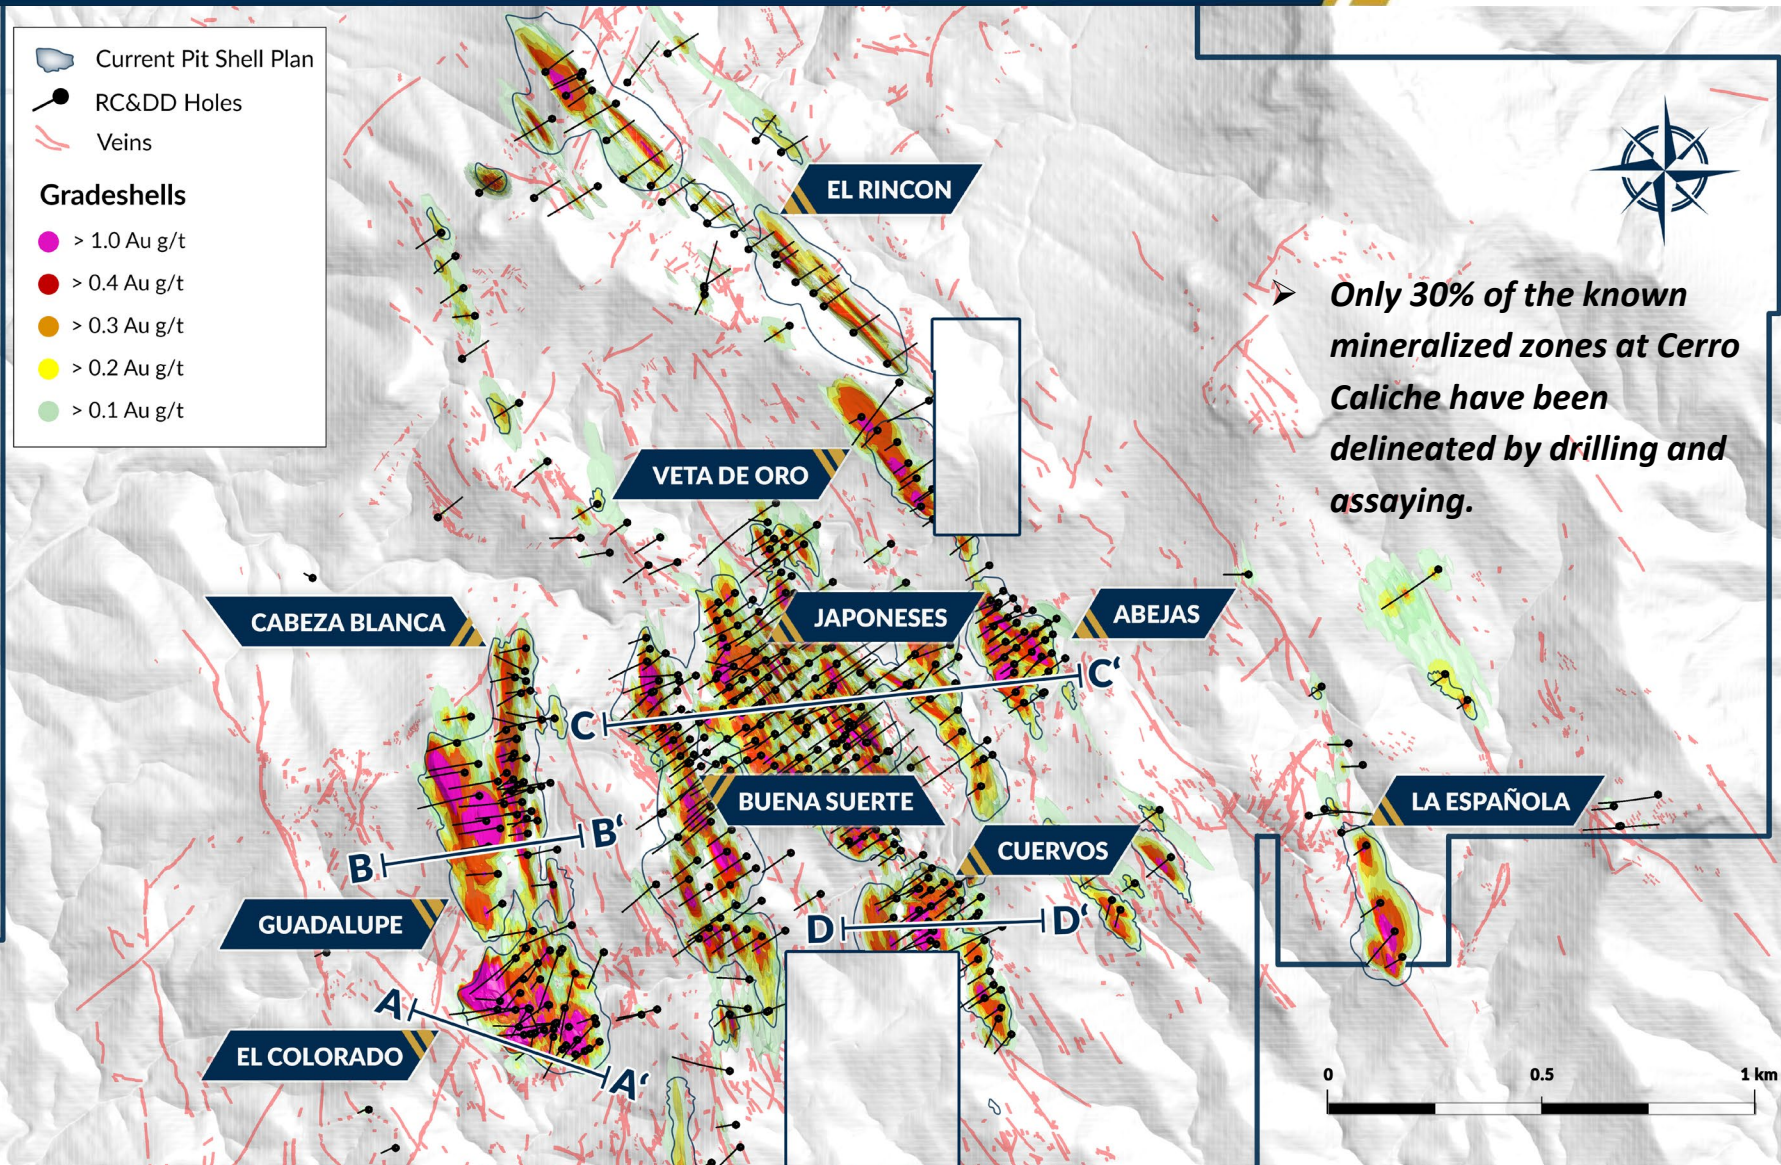 Current Pit Shell Plan
RC&DD Holes
Veins
Gradeshells
> 1.0 Au g/t
> 0.4 Au g/t
> 0.3 Au g/t
> 0.2 Au g/t
> 0.1 Au g/t
EL RINCON
➢ Only 30% of the known
mineralized zones at Cerro
Caliche have been
delineated by drilling and
assaying.
VETA DE ORO
CABEZA BLANCA
JAPONESES
ABEJAS
C
C‘
BUENA SUERTE
LA ESPAÑOLA
B
B‘
CUERVOS
GUADALUPE
D
D‘
A
A‘
EL COLORADO
0 0.5 1 km